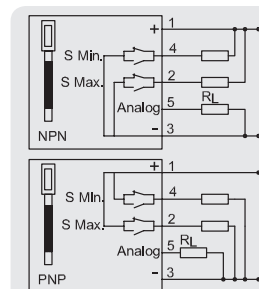 + 1
S Min. 4
S Max. 2
Analog 5 RL
NPN - 3
+ 1
S MIn. 4
S Max. 2
Analog 5 RL
PNP - 3